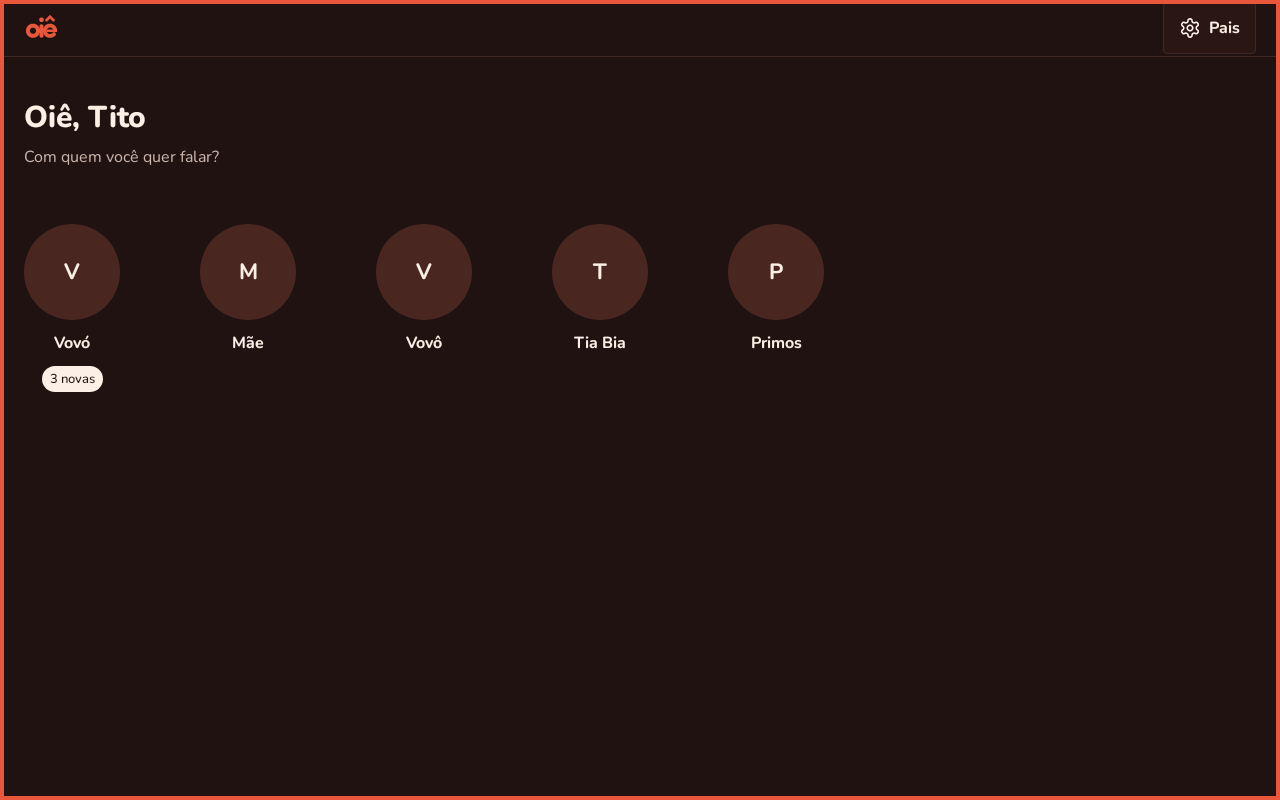 oiê
Pais
Oiê, Tito
Com quem você quer falar?
V
M
V
T
P
Vovó
Mãe
Vovô
Tia Bia
Primos
3 novas